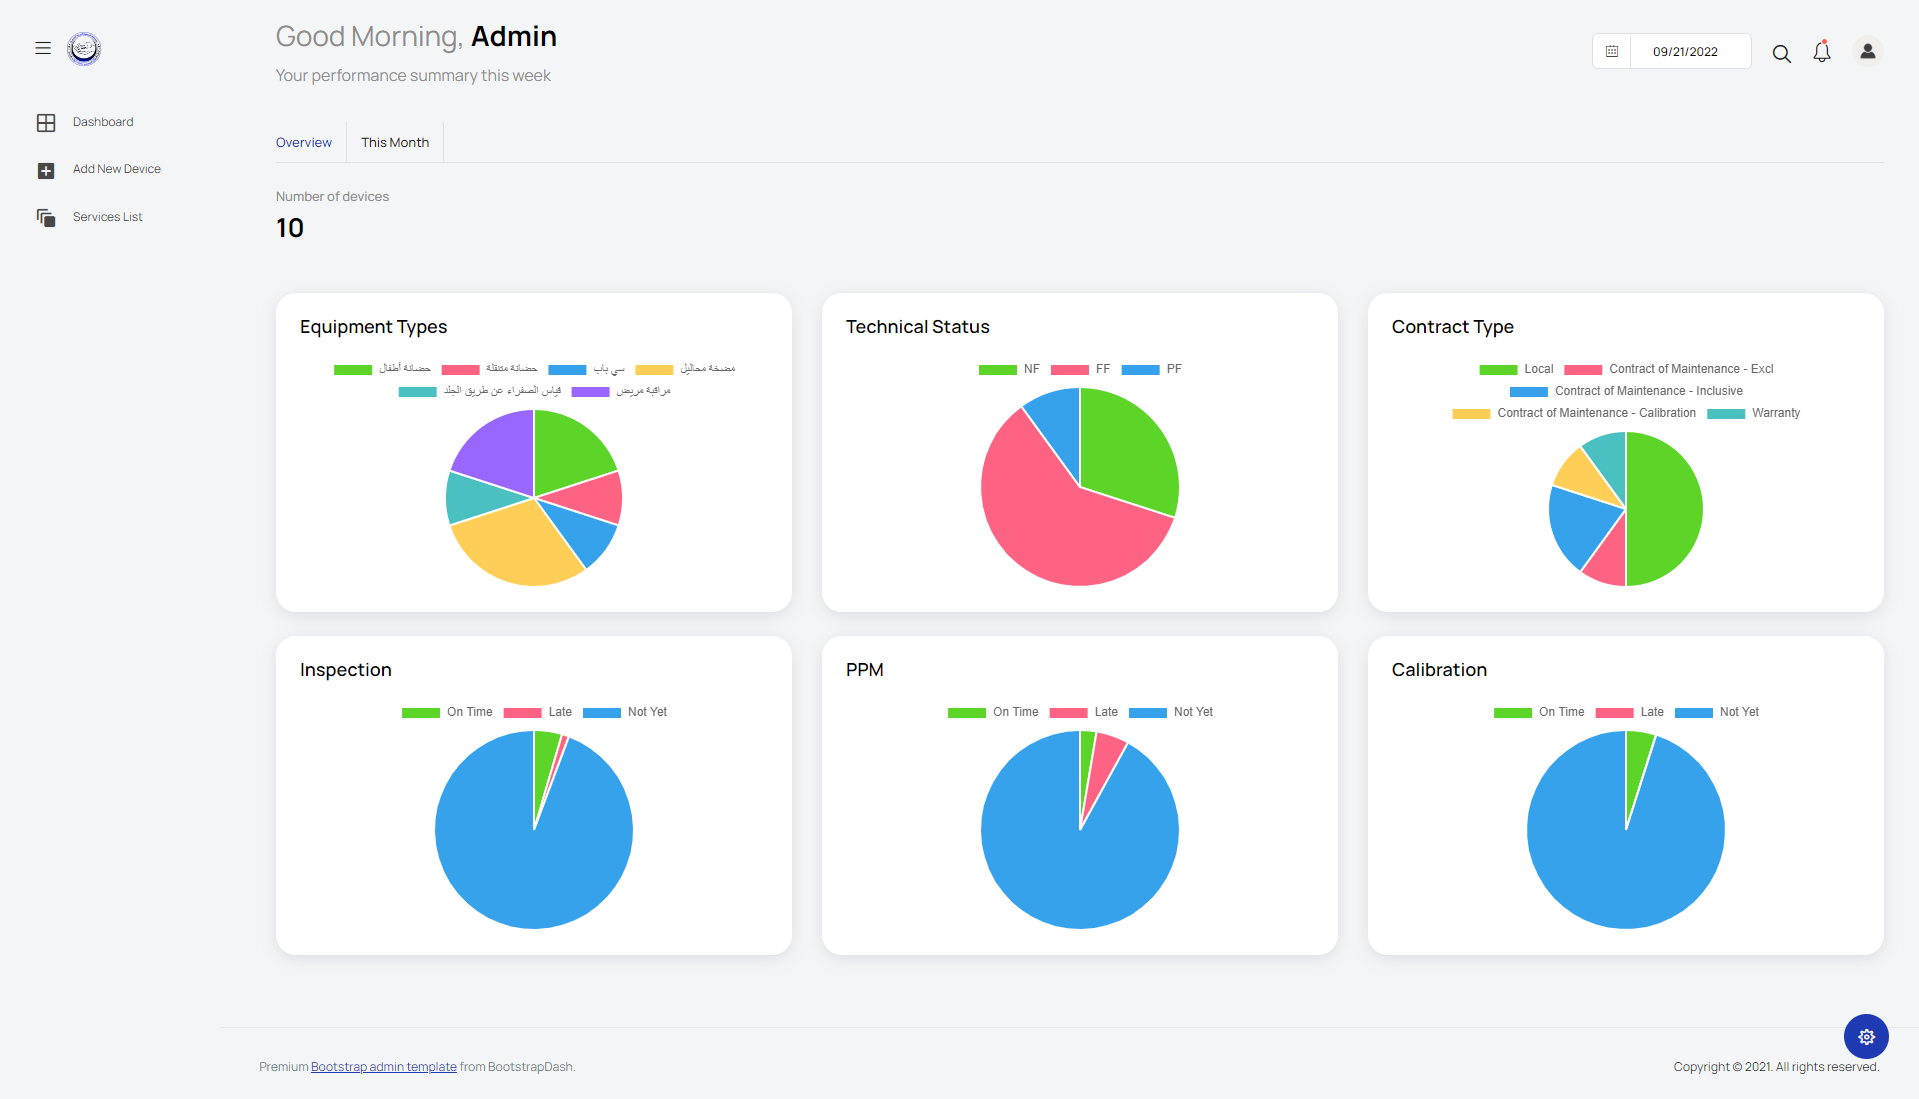 Good Morning, Admin
Your performance summary this week
09/21/2022
Dashboard
Add New Device
Services List
Overview
This Month
Number of devices
10
Equipment Types
حضانة أطفال
حضانة متنقلة
سي باب
مضخة محاليل
قياس الصفراء عن طريق الجلد
مراقبة مريض
Technical Status
NF
FF
PF
Contract Type
Local
Contract of Maintenance - Excl
Contract of Maintenance - Inclusive
Contract of Maintenance - Calibration
Warranty
Inspection
On Time
Late
Not Yet
PPM
On Time
Late
Not Yet
Calibration
On Time
Late
Not Yet
Premium Bootstrap admin template from BootstrapDash.
Copyright © 2021. All rights reserved.